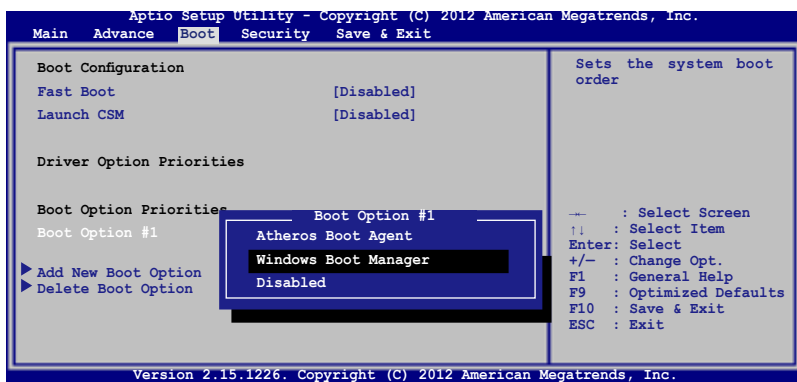 Aptio Setup Utility - Copyright (C) 2012 American Megatrends, Inc.
Main Advance Boot Security Save & Exit
Boot Configuration
Fast Boot [Disabled]
Launch CSM [Disabled]
Driver Option Priorities
Boot Option Priorities
Boot Option #1
Add New Boot Option
Delete Boot Option
Boot Option #1
Atheros Boot Agent
Windows Boot Manager
Disabled
Sets the system boot
order
→← : Select Screen
↑↓ : Select Item
Enter: Select
+/— : Change Opt.
F1 : General Help
F9 : Optimized Defaults
F10 : Save & Exit
ESC : Exit
Version 2.15.1226. Copyright (C) 2012 American Megatrends, Inc.